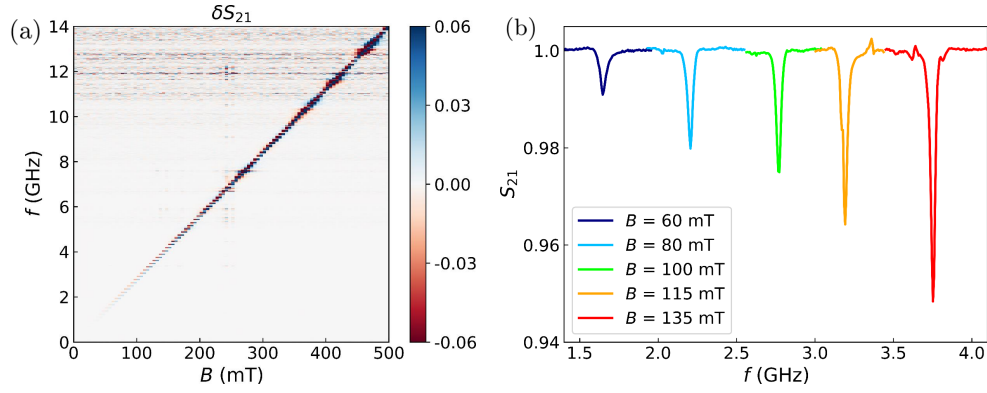 (a)
δS21
14
12
10
8
6
4
2
0
f (GHz)
0
100
200
300
400
500
B (mT)
0.06
0.03
0.00
-0.03
-0.06
(b)
1.0
0.98
0.96
0.94
S21
B = 60 mT
B = 80 mT
B = 100 mT
B = 115 mT
B = 135 mT
1.5
2.0
2.5
3.0
3.5
4.0
f (GHz)